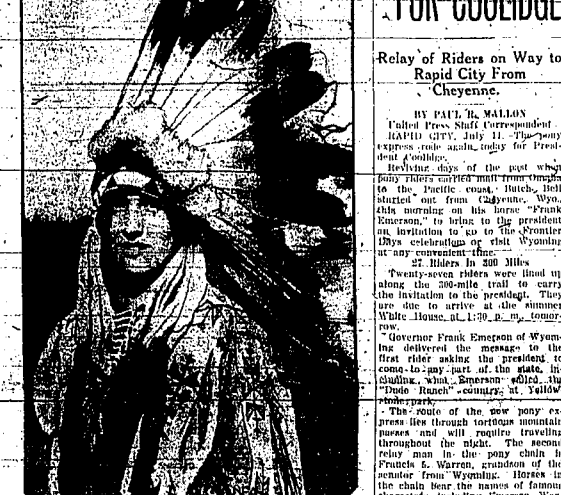 FOR COOLIDGE
Relay of Riders on Way to
Rapid City From
Cheyenne.
BY PAUL R. MALLON
United Press Staff Correspondent
RAPID CITY, July 11. The pony
express rode again today for Presi-
dent Coolidge.
Reviving days of the past when
pony riders carried mail from Omaha
to the Pacific coast, Butch Bell
started out from Cheyenne, Wyo.,
this morning on his horse "Frank
Emerson," to bring to the president
an invitation to go to the Frontier
Days celebration or visit Wyoming
at any convenient time.
27 Riders In 300 Miles
Twenty-seven riders were lined up
along the 300-mile trail to carry
the invitation to the president. They
are due to arrive at the summer
White House at 1:30 p. m. tomor-
row.
Governor Frank Emerson of Wyom-
ing delivered the message to the
first rider asking the president to
come to any part of the state, in-
cluding what Emerson called the
"Dude Ranch" country at Yellow-
stone park.
The route of the new pony ex-
press lies through tortuous mountain
passes and will require traveling
throughout the night. The second
relay man in the pony chain is
Francis E. Warren, grandson of the
senator from Wyoming. Horses in
the chain bear the names of famous